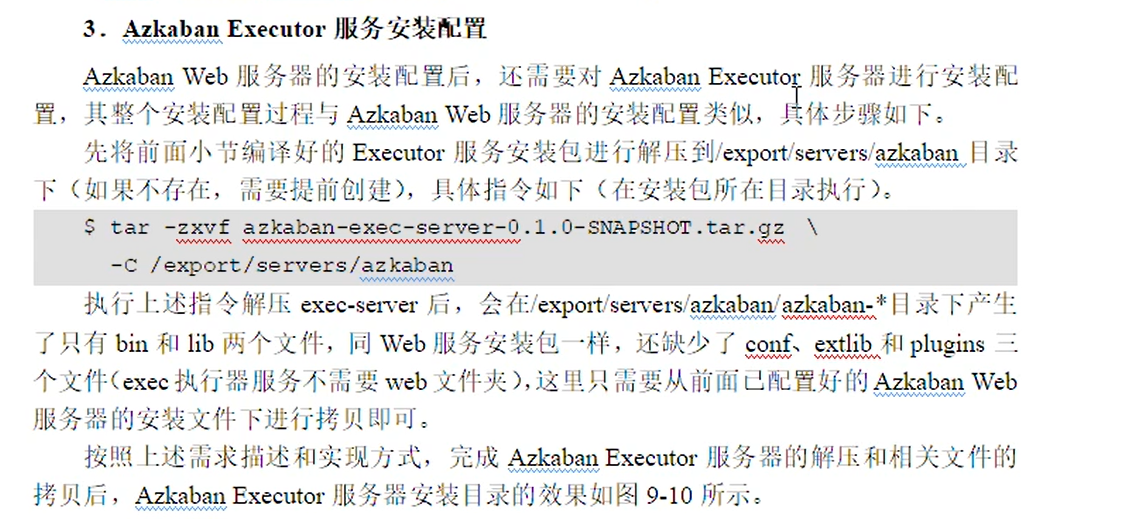 3．Azkaban Executor 服务安装配置
Azkaban Web 服务器的安装配置后，还需要对 Azkaban Executor 服务器进行安装配
置，其整个安装配置过程与 Azkaban Web 服务器的安装配置类似，具体步骤如下。
先将前面小节编译好的 Executor 服务安装包进行解压到/export/servers/azkaban 目录
下（如果不存在，需要提前创建），具体指令如下（在安装包所在目录执行）。
$ tar -zxvf azkaban-exec-server-0.1.0-SNAPSHOT.tar.gz \
-C /export/servers/azkaban
执行上述指令解压 exec-server 后，会在/export/servers/azkaban/azkaban-*目录下产生
了只有 bin 和 lib 两个文件，同 Web 服务安装包一样，还缺少了 conf、extlib 和 plugins 三
个文件（exec 执行器服务不需要 web 文件夹），这里只需要从前面已配置好的 Azkaban Web
服务器的安装文件下进行拷贝即可。
按照上述需求描述和实现方式，完成 Azkaban Executor 服务器的解压和相关文件的
拷贝后，Azkaban Executor 服务器安装目录的效果如图 9-10 所示。